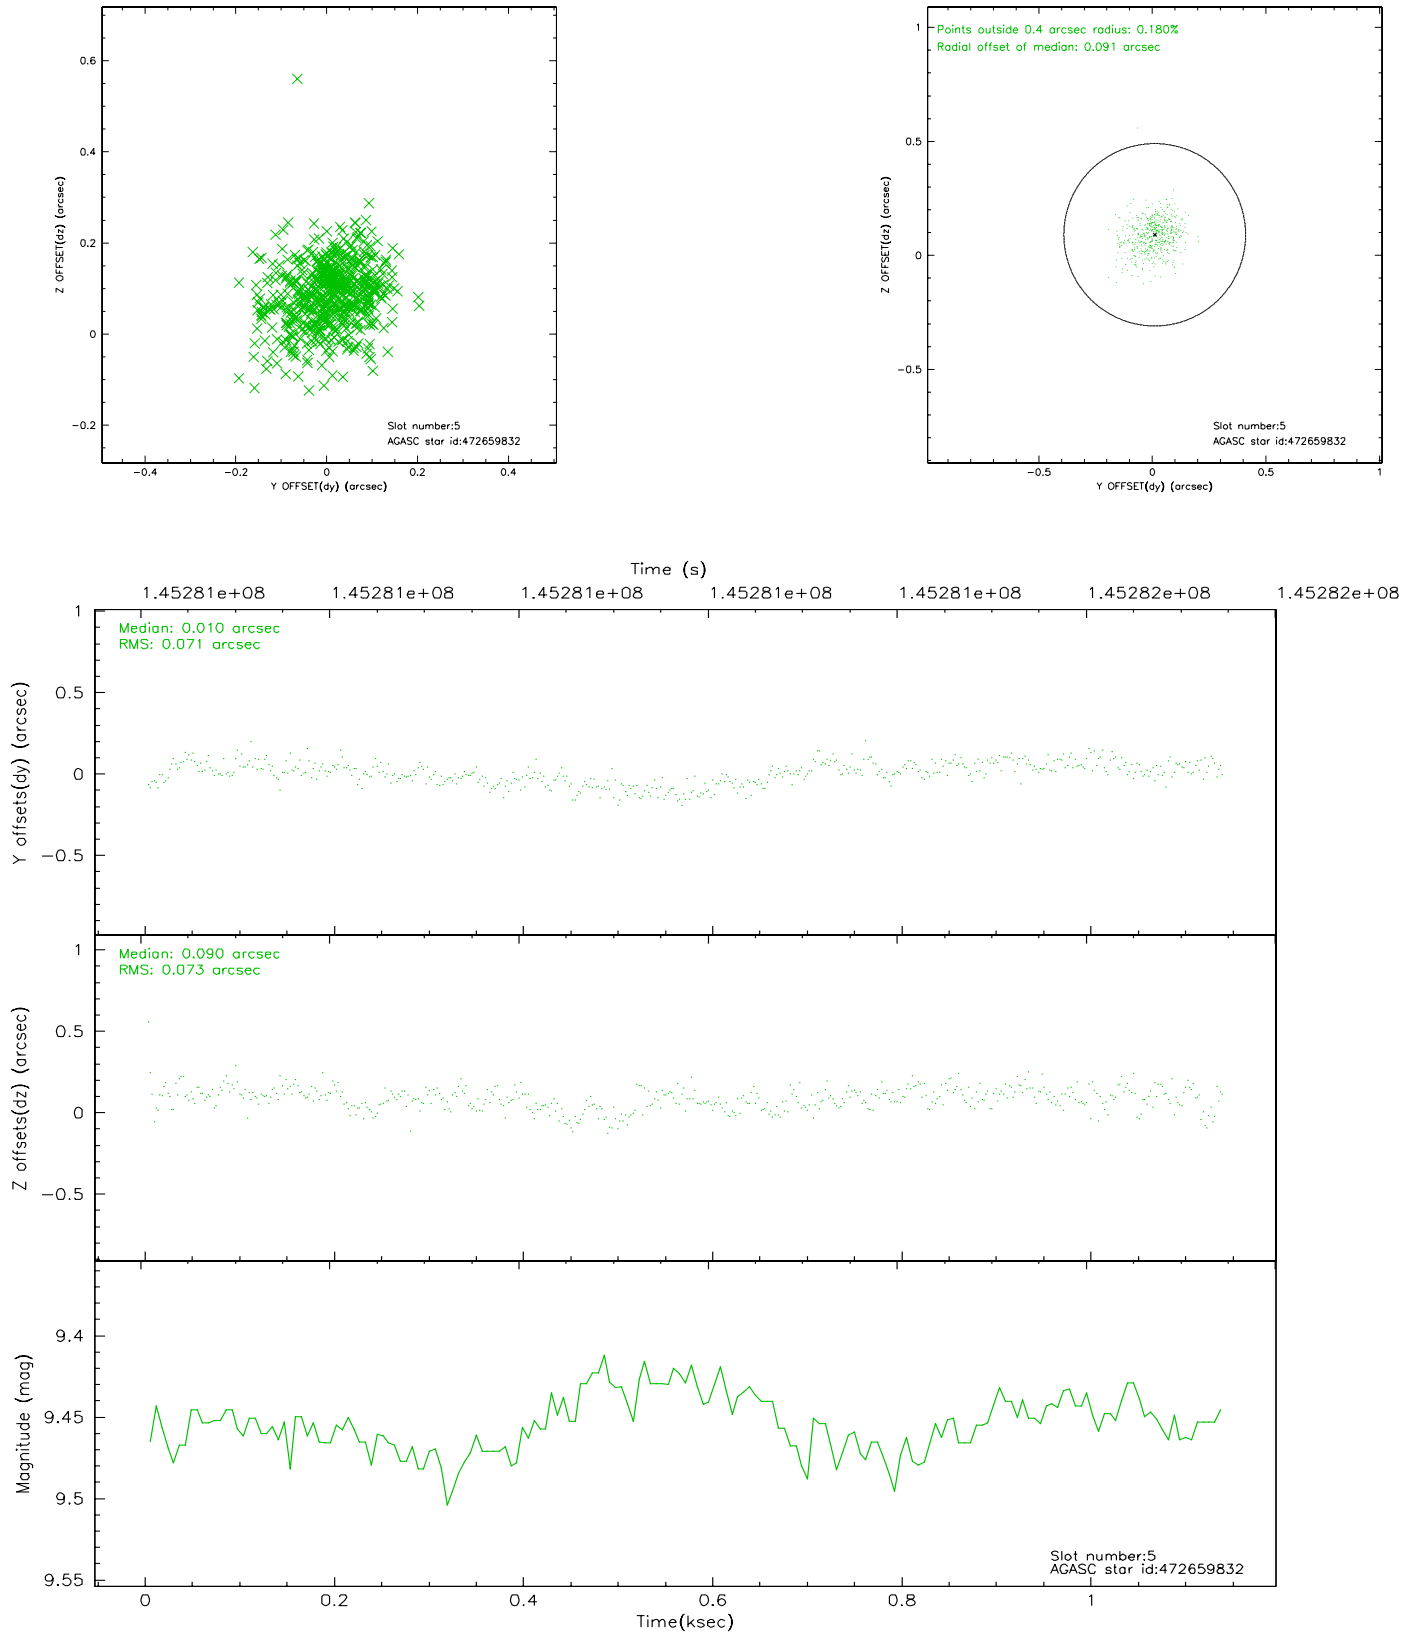 0.6
0.4
0.2
0
−0.2
Z OFFSET(dz) (arcsec)
Slot number:5
AGASC star id:472659832
−0.4 −0.2 0 0.2 0.4
Y OFFSET(dy) (arcsec)
Points outside 0.4 arcsec radius: 0.180%
Radial offset of median: 0.091 arcsec
1
0.5
0
−0.5
Z OFFSET(dz) (arcsec)
Slot number:5
AGASC star id:472659832
−0.5 0 0.5 1
Y OFFSET(dy) (arcsec)
Time (s)
1.45281e+08 1.45281e+08 1.45281e+08 1.45281e+08 1.45281e+08 1.45282e+08 1.45282e+08
Median: 0.010 arcsec
RMS: 0.071 arcsec
1
0.5
0
−0.5
Y offsets(dy) (arcsec)
Median: 0.090 arcsec
RMS: 0.073 arcsec
1
0.5
0
−0.5
Z offsets(dz) (arcsec)
9.4
9.45
9.5
9.55
Magnitude (mag)
Slot number:5
AGASC star id:472659832
0 0.2 0.4 0.6 0.8 1
Time(ksec)